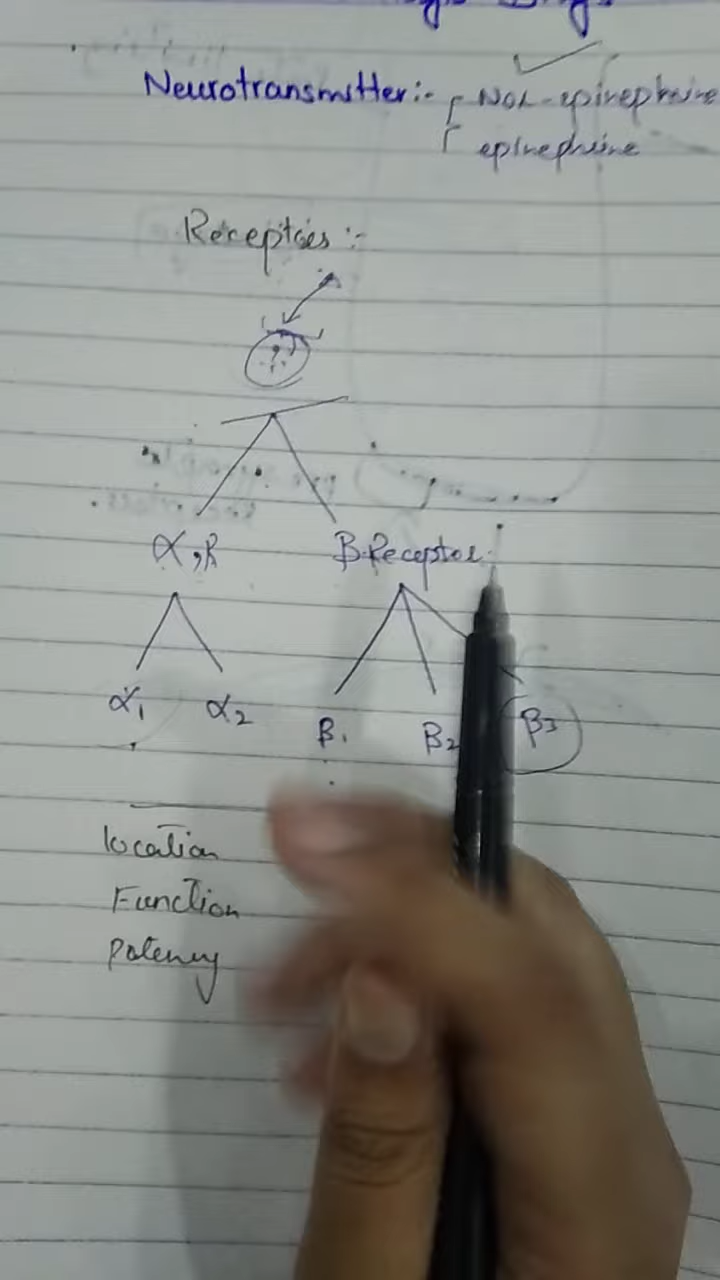 Neurotransmitter:- Nor-epinephrine
epinephrine
Receptors :-
α,R B.Receptor
α1 α2 β1 β2 β3
location
Function
Potency